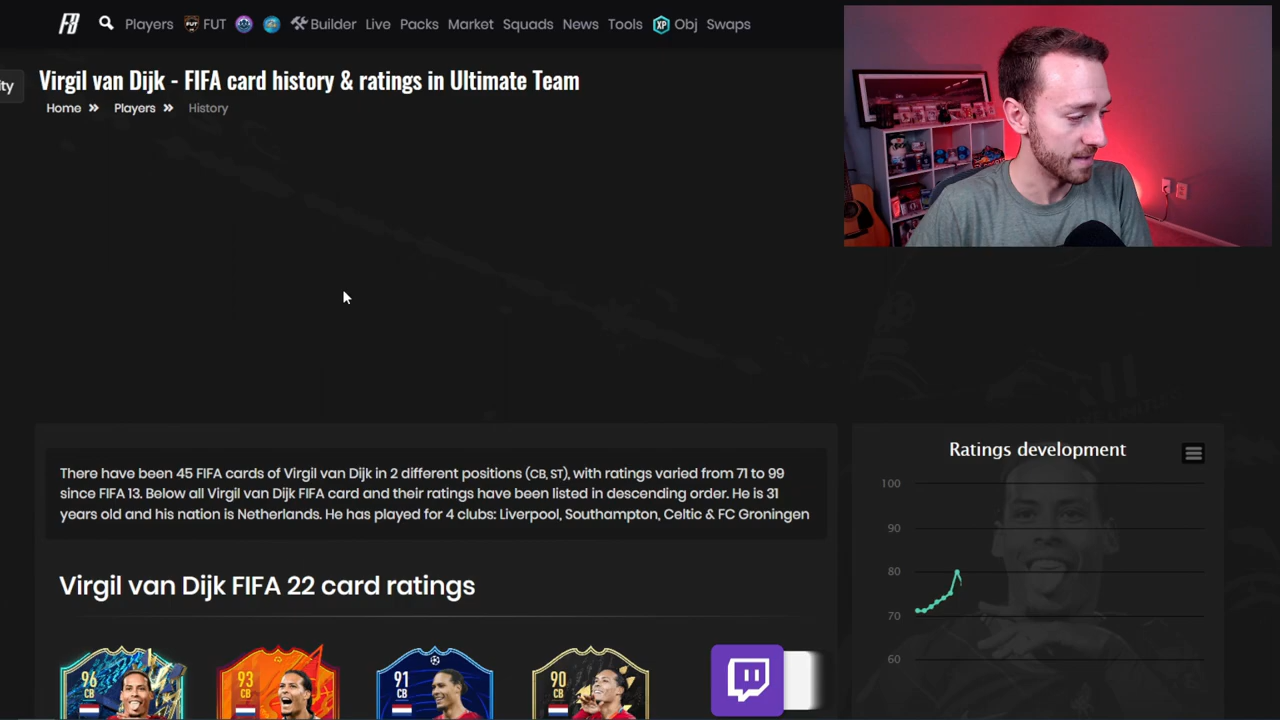 F8 Players FUT Builder Live Packs Market Squads News Tools XP Obj Swaps
ty
Virgil van Dijk - FIFA card history & ratings in Ultimate Team
Home » Players » History
There have been 45 FIFA cards of Virgil van Dijk in 2 different positions (CB, ST), with ratings varied from 71 to 99
since FIFA 13. Below all Virgil van Dijk FIFA card and their ratings have been listed in descending order. He is 31
years old and his nation is Netherlands. He has played for 4 clubs: Liverpool, Southampton, Celtic & FC Groningen
Ratings development
100
90
80
70
60
Virgil van Dijk FIFA 22 card ratings
96
CB
93
CB
91
CB
90
CB